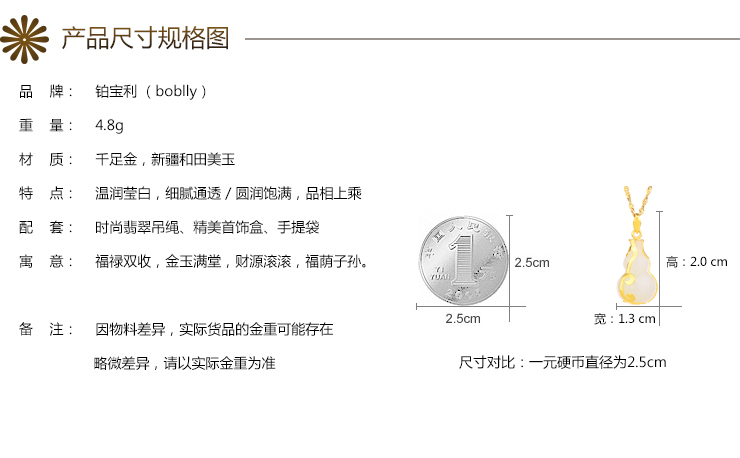 产品尺寸规格图
品 牌： 铂宝利（boblly）
重 量： 4.8g
材 质： 千足金，新疆和田美玉
特 点： 温润莹白，细腻通透 / 圆润饱满，品相上乘
配 套： 时尚翡翠吊绳、精美首饰盒、手提袋
寓 意： 福禄双收，金玉满堂，财源滚滚，福荫子孙。
备 注： 因物料差异，实际货品的金重可能存在
略微差异，请以实际金重为准
1
YI
YUAN
2.5cm
2.5cm
高：2.0 cm
宽：1.3 cm
尺寸对比：一元硬币直径为2.5cm